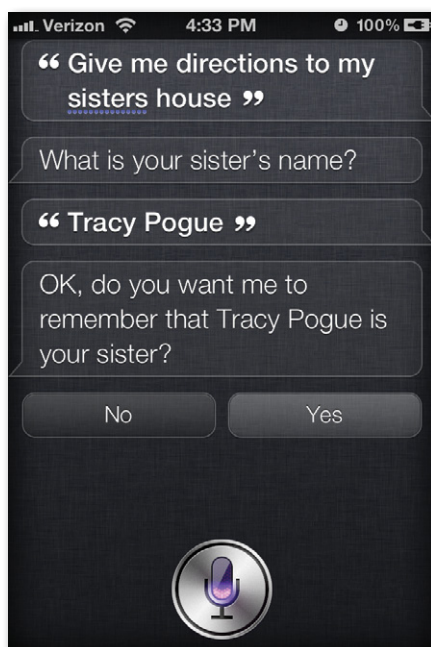 Verizon 4:33 PM 100%
“ Give me directions to my
sisters house ”
What is your sister’s name?
“ Tracy Pogue ”
OK, do you want me to
remember that Tracy Pogue is
your sister?
No Yes